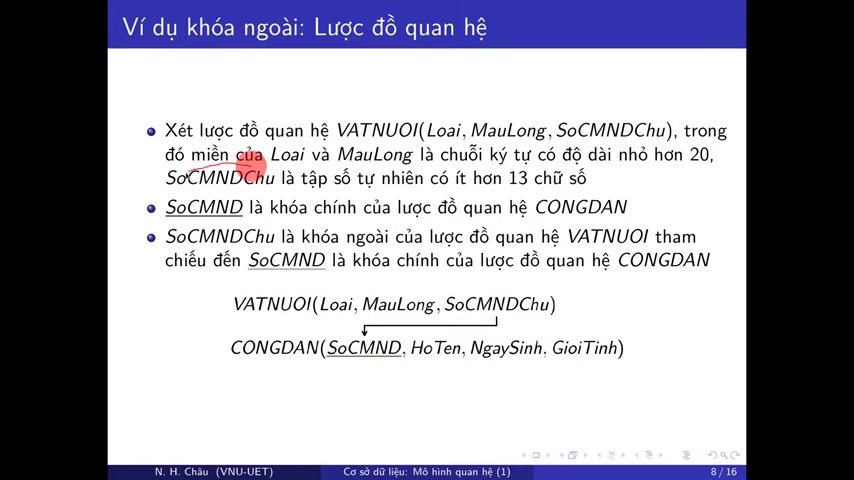 Ví dụ khóa ngoài: Lược đồ quan hệ
Xét lược đồ quan hệ VATNUOI(Loai, MauLong, SoCMNDChu), trong
đó miền của Loai và MauLong là chuỗi ký tự có độ dài nhỏ hơn 20,
SoCMNDChu là tập số tự nhiên có ít hơn 13 chữ số
SoCMND là khóa chính của lược đồ quan hệ CONGDAN
SoCMNDChu là khóa ngoài của lược đồ quan hệ VATNUOI tham
chiếu đến SoCMND là khóa chính của lược đồ quan hệ CONGDAN
VATNUOI(Loai, MauLong, SoCMNDChu)
CONGDAN(SoCMND, HoTen, NgaySinh, GioiTinh)
N. H. Châu (VNU-UET) Cơ sở dữ liệu: Mô hình quan hệ (1) 8 / 16